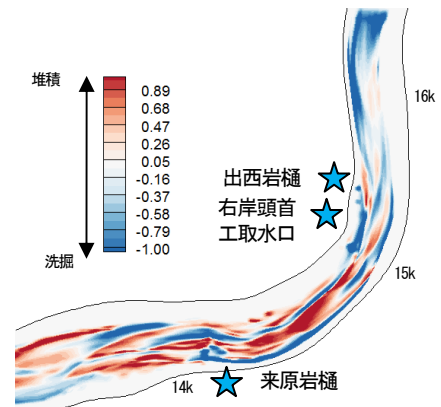 堆積
0.89
0.68
0.47
0.26
0.05
-0.16
-0.37
-0.58
-0.79
-1.00
洗掘
16k
出西岩樋
右岸頭首
工取水口
15k
14k
来原岩樋